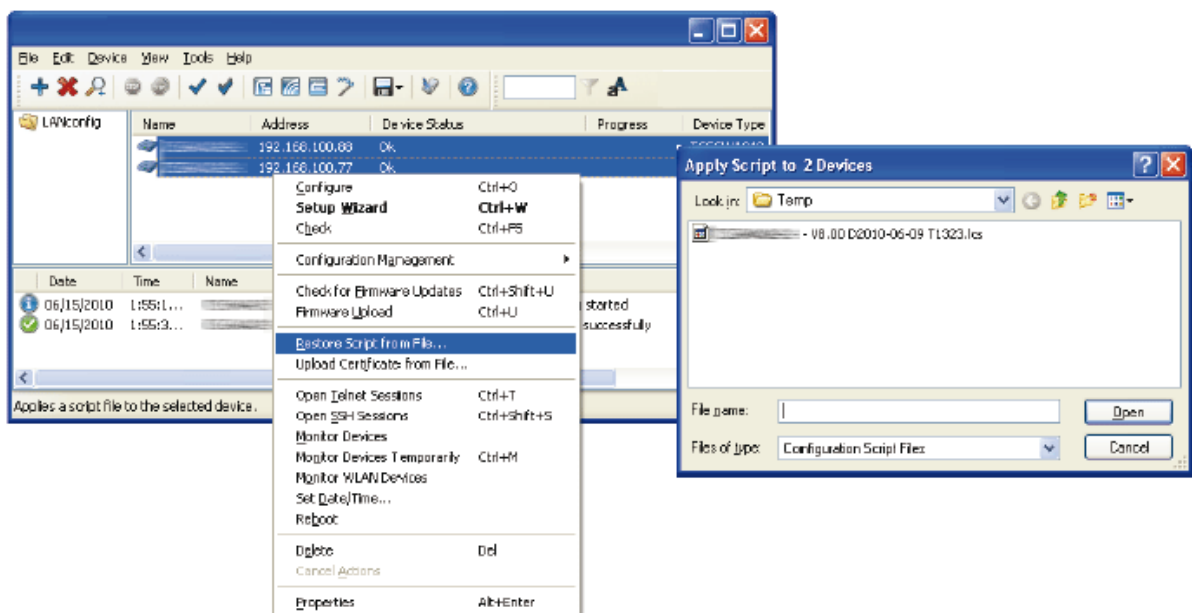 File Edit Device View Tools Help
LANconfig
Name Address Device Status Progress Device Type
192.168.100.88 Ok
192.168.100.77 Ok
Configure Ctrl+O
Setup Wizard Ctrl+W
Check Ctrl+F5
Configuration Management
Check for Firmware Updates Ctrl+Shift+U
Firmware Upload Ctrl+U
Restore Script from File...
Upload Certificate from File...
Open Telnet Sessions Ctrl+T
Open SSH Sessions Ctrl+Shift+S
Monitor Devices
Monitor Devices Temporarily Ctrl+M
Monitor WLAN Devices
Set Date/Time...
Reboot
Delete Del
Cancel Actions
Properties Alt+Enter
Date Time Name
06/15/2010 1:55:1... started
06/15/2010 1:55:3... successfully
Applies a script file to the selected device.
Apply Script to 2 Devices
Look in: Temp
- V8.00 D2010-06-09 T1323.lcs
File name: Open
Files of type: Configuration Script Files Cancel